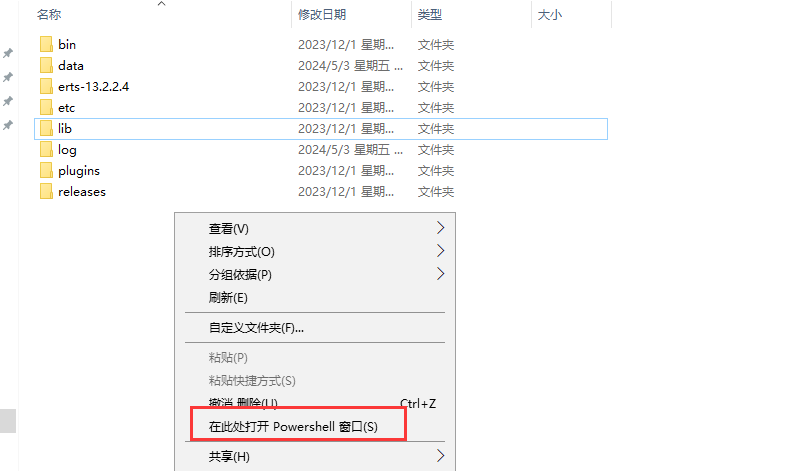 名称 修改日期 类型 大小
bin 2023/12/1 星期... 文件夹
data 2024/5/3 星期五 ... 文件夹
erts-13.2.2.4 2023/12/1 星期... 文件夹
etc 2023/12/1 星期... 文件夹
lib 2023/12/1 星期... 文件夹
log 2024/5/3 星期五 ... 文件夹
plugins 2023/12/1 星期... 文件夹
releases 2023/12/1 星期... 文件夹
查看(V)
排序方式(O)
分组依据(P)
刷新(E)
自定义文件夹(F)...
粘贴(P)
粘贴快捷方式(S)
撤消 删除(U) Ctrl+Z
在此处打开 Powershell 窗口(S)
共享(H)